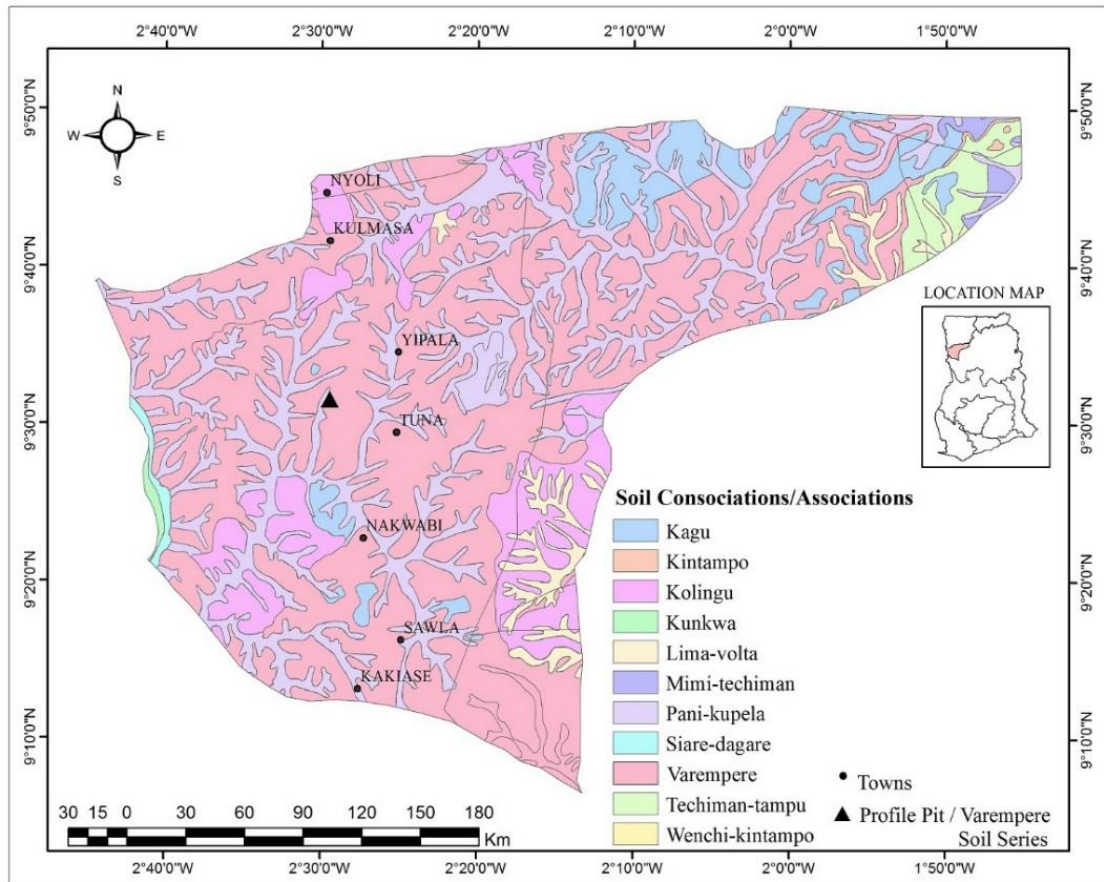 2°40'0"W 2°30'0"W 2°20'0"W 2°10'0"W 2°0'0"W 1°50'0"W
N
W E
S
9°50'0"N
9°50'0"N
NYOLI
KULMASA
9°40'0"N
9°40'0"N
LOCATION MAP
YIPALA
9°30'0"N
TUNA
9°30'0"N
Soil Consociations/Associations
Kagu
NAKWABI
Kintampo
9°20'0"N
Kolingu
9°20'0"N
Kunkwa
SAWLA
Lima-volta
KAKIASE
Mimi-techiman
Pani-kupela
9°10'0"N
Siare-dagare
9°10'0"N
Varempere
Towns
Techiman-tampu
Profile Pit / Varempere
Soil Series
Wenchi-kintampo
30 15 0 30 60 90 120 150 180
Km
2°40'0"W 2°30'0"W 2°20'0"W 2°10'0"W 2°0'0"W 1°50'0"W